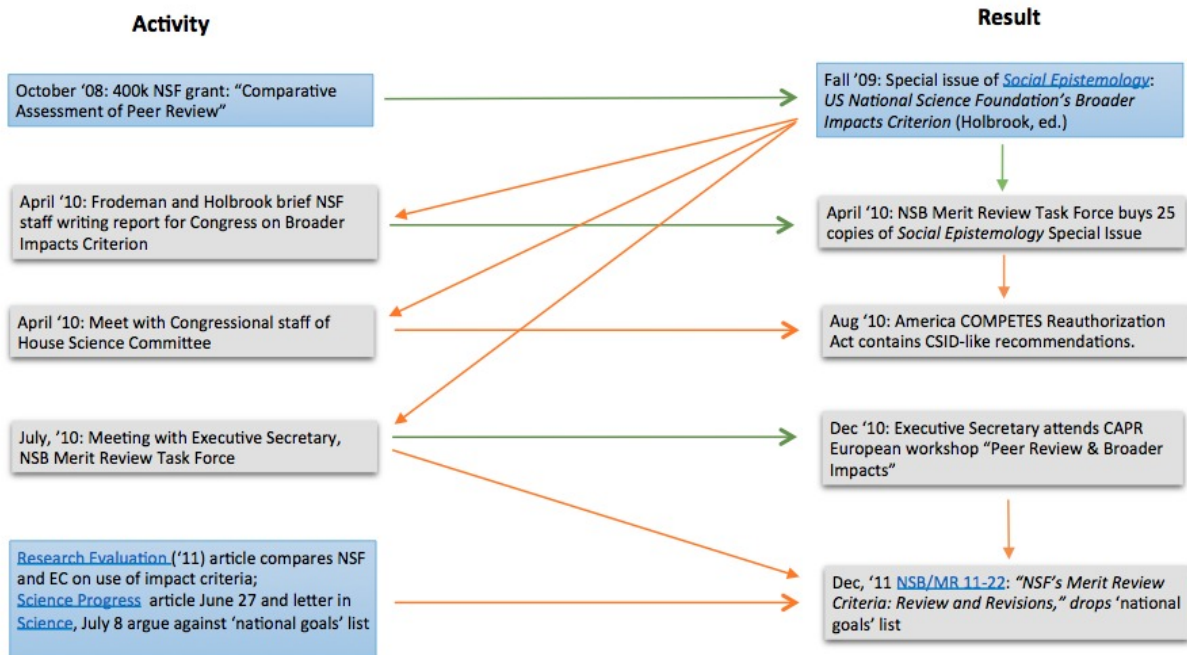 Activity
Result
October '08: 400k NSF grant: "Comparative
Assessment of Peer Review"
Fall '09: Special issue of Social Epistemology:
US National Science Foundation's Broader
Impacts Criterion (Holbrook, ed.)
April '10: Frodeman and Holbrook brief NSF
staff writing report for Congress on Broader
Impacts Criterion
April '10: NSB Merit Review Task Force buys 25
copies of Social Epistemology Special Issue
April '10: Meet with Congressional staff of
House Science Committee
Aug '10: America COMPETES Reauthorization
Act contains CSID-like recommendations.
July, '10: Meeting with Executive Secretary,
NSB Merit Review Task Force
Dec '10: Executive Secretary attends CAPR
European workshop "Peer Review & Broader
Impacts"
Research Evaluation ('11) article compares NSF
and EC on use of impact criteria;
Science Progress article June 27 and letter in
Science, July 8 argue against 'national goals' list
Dec, '11 NSB/MR 11-22: "NSF's Merit Review
Criteria: Review and Revisions," drops 'national
goals' list